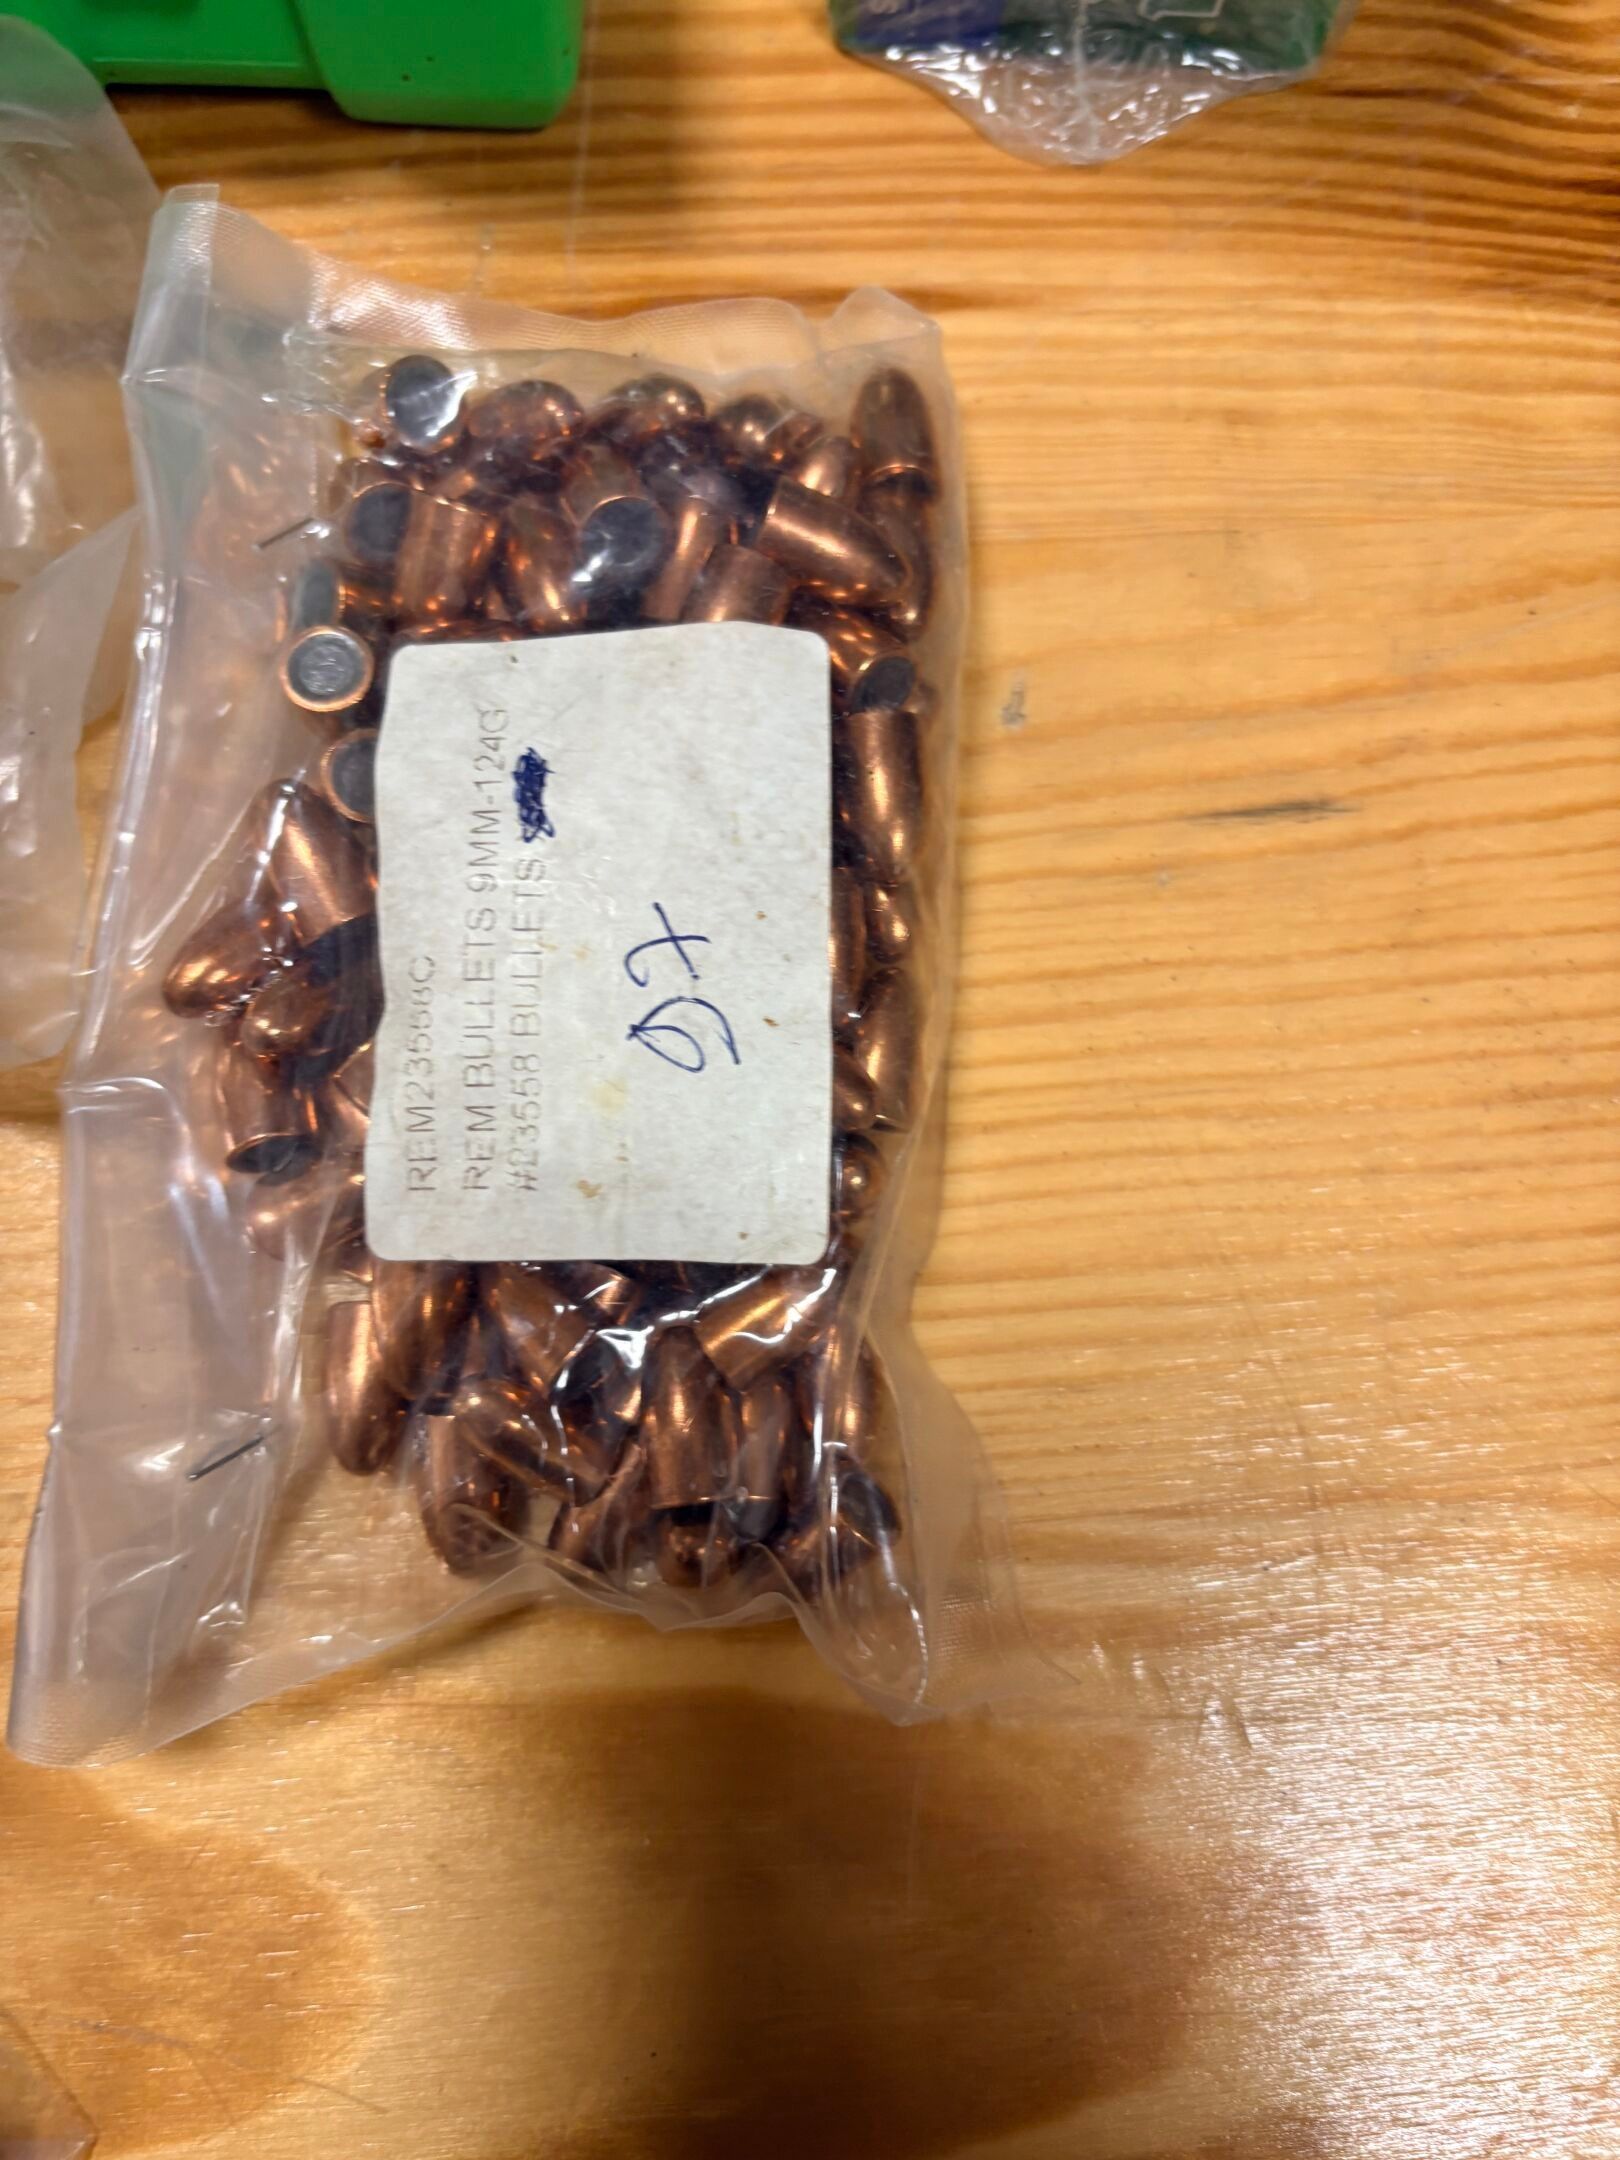 REM23558C
REM BULLETS 9MM-124G
#23558 BULLETS